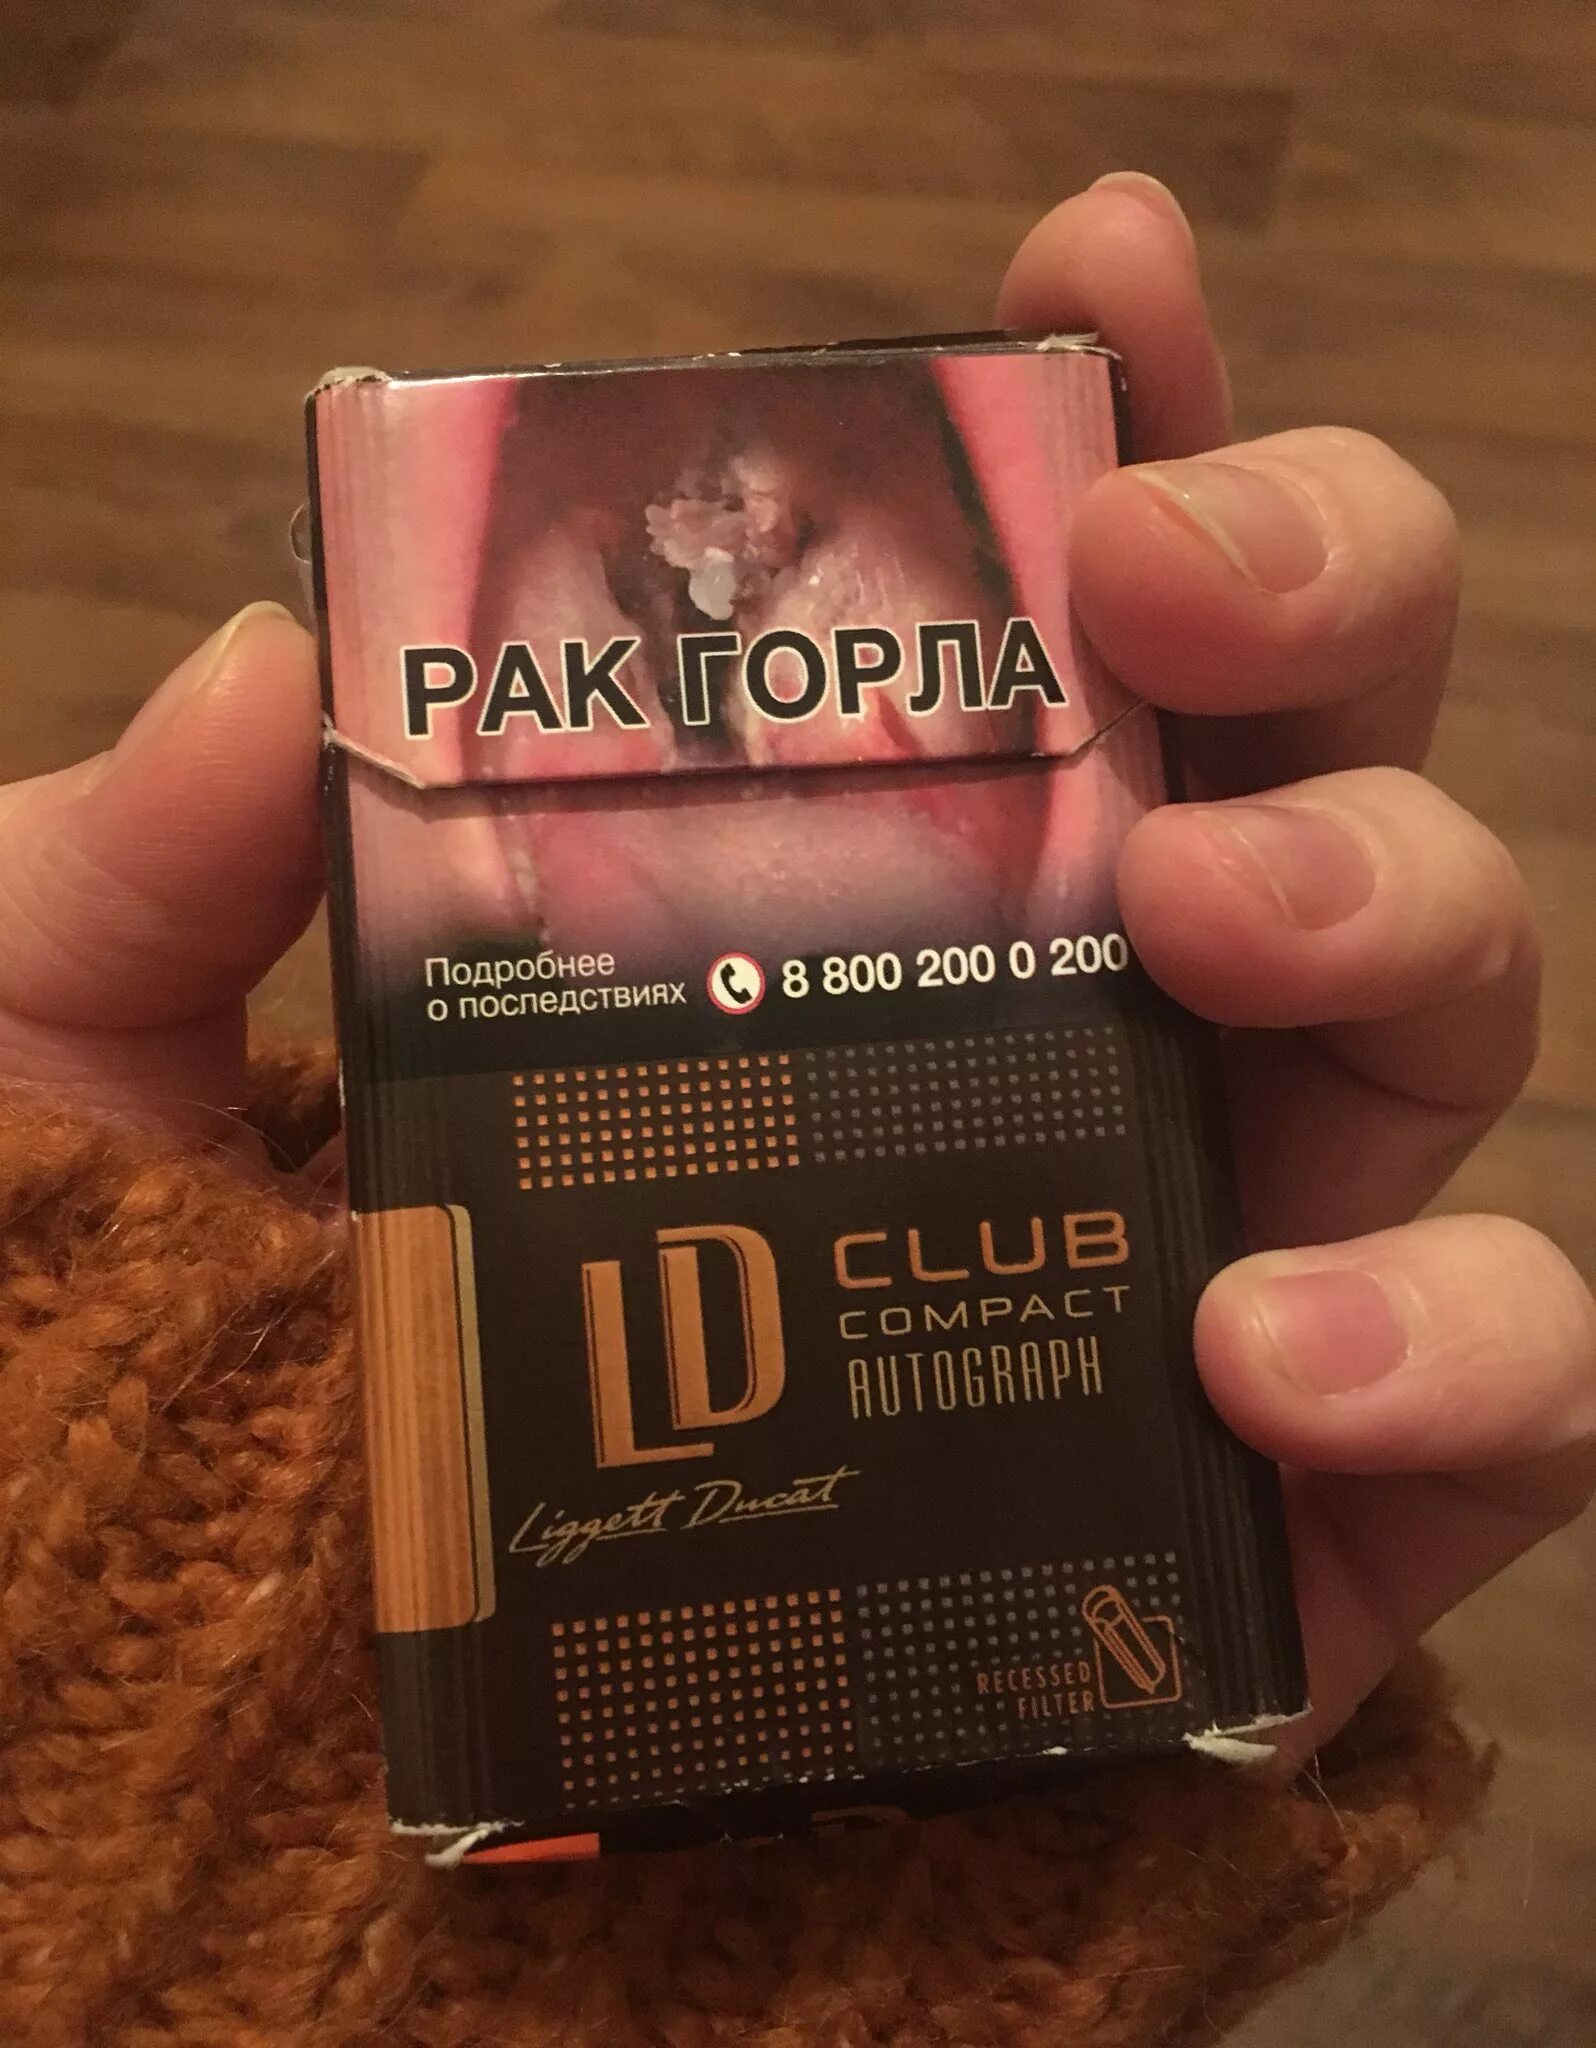 РАК ГОРЛА
Подробнее
о последствиях
8 800 200 0 200
LD
CLUB
COMPACT
AUTOGRAPH
Liggett Ducat
RECESSED
FILTER